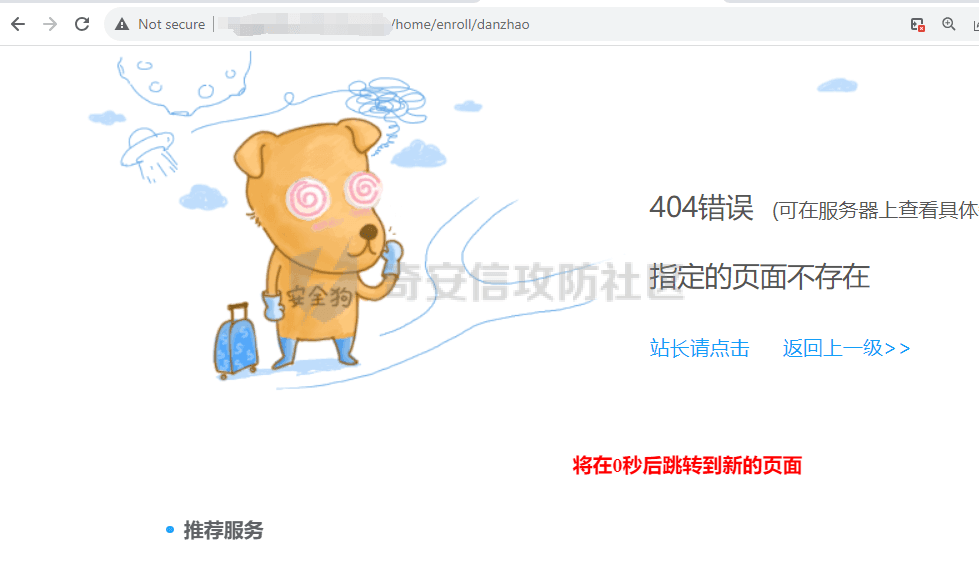 Not secure | /home/enroll/danzhao
404错误 (可在服务器上查看具体
指定的页面不存在
安全狗
奇安信攻防社区
站长请点击 返回上一级>>
将在0秒后跳转到新的页面
推荐服务